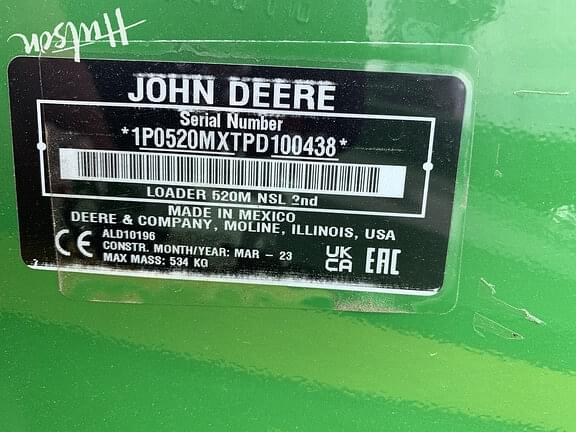 Hutson
JOHN DEERE
Serial Number
*1P0520MXTPD100438*
LOADER 520M NSL 2nd
MADE IN MEXICO
DEERE & COMPANY, MOLINE, ILLINOIS, USA
CE ALD10196
CONSTR. MONTH/YEAR: MAR - 23
MAX MASS: 534 KG
UK
CA
EAC